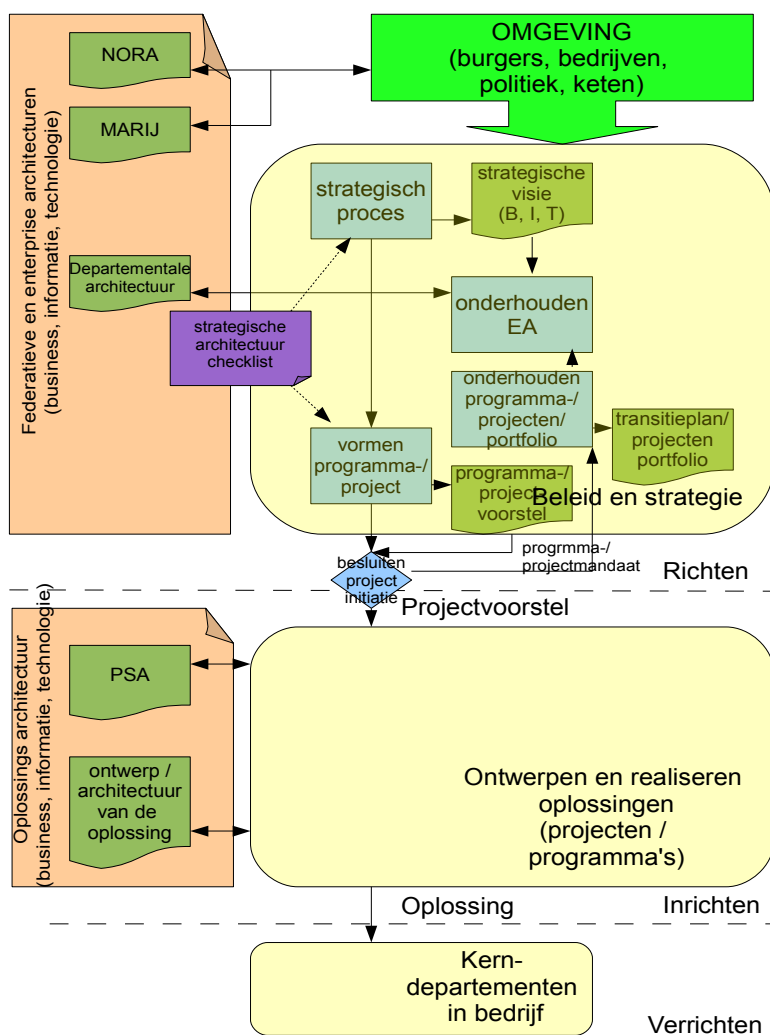 OMGEVING
(burgers, bedrijven,
politiek, keten)
Federatieve en enterprise architecturen
(business, informatie, technologie)
NORA
MARIJ
Departementale
architectuur
strategische
architectuur
checklist
strategisch
proces
strategische
visie
(B, I, T)
onderhouden
EA
onderhouden
programma-/
projecten/
portfolio
transitieplan/
projecten
portfolio
vormen
programma-/
project
programma-/
project
voorstel
Beleid en strategie
progrmma-/
projectmandaat
besluiten
project
initiatie
Richten
Projectvoorstel
Oplossings architectuur
(business, informatie, technologie)
PSA
ontwerp /
architectuur
van de
oplossing
Ontwerpen en realiseren
oplossingen
(projecten /
programma's)
Oplossing
Inrichten
Kern-
departementen
in bedrijf
Verrichten